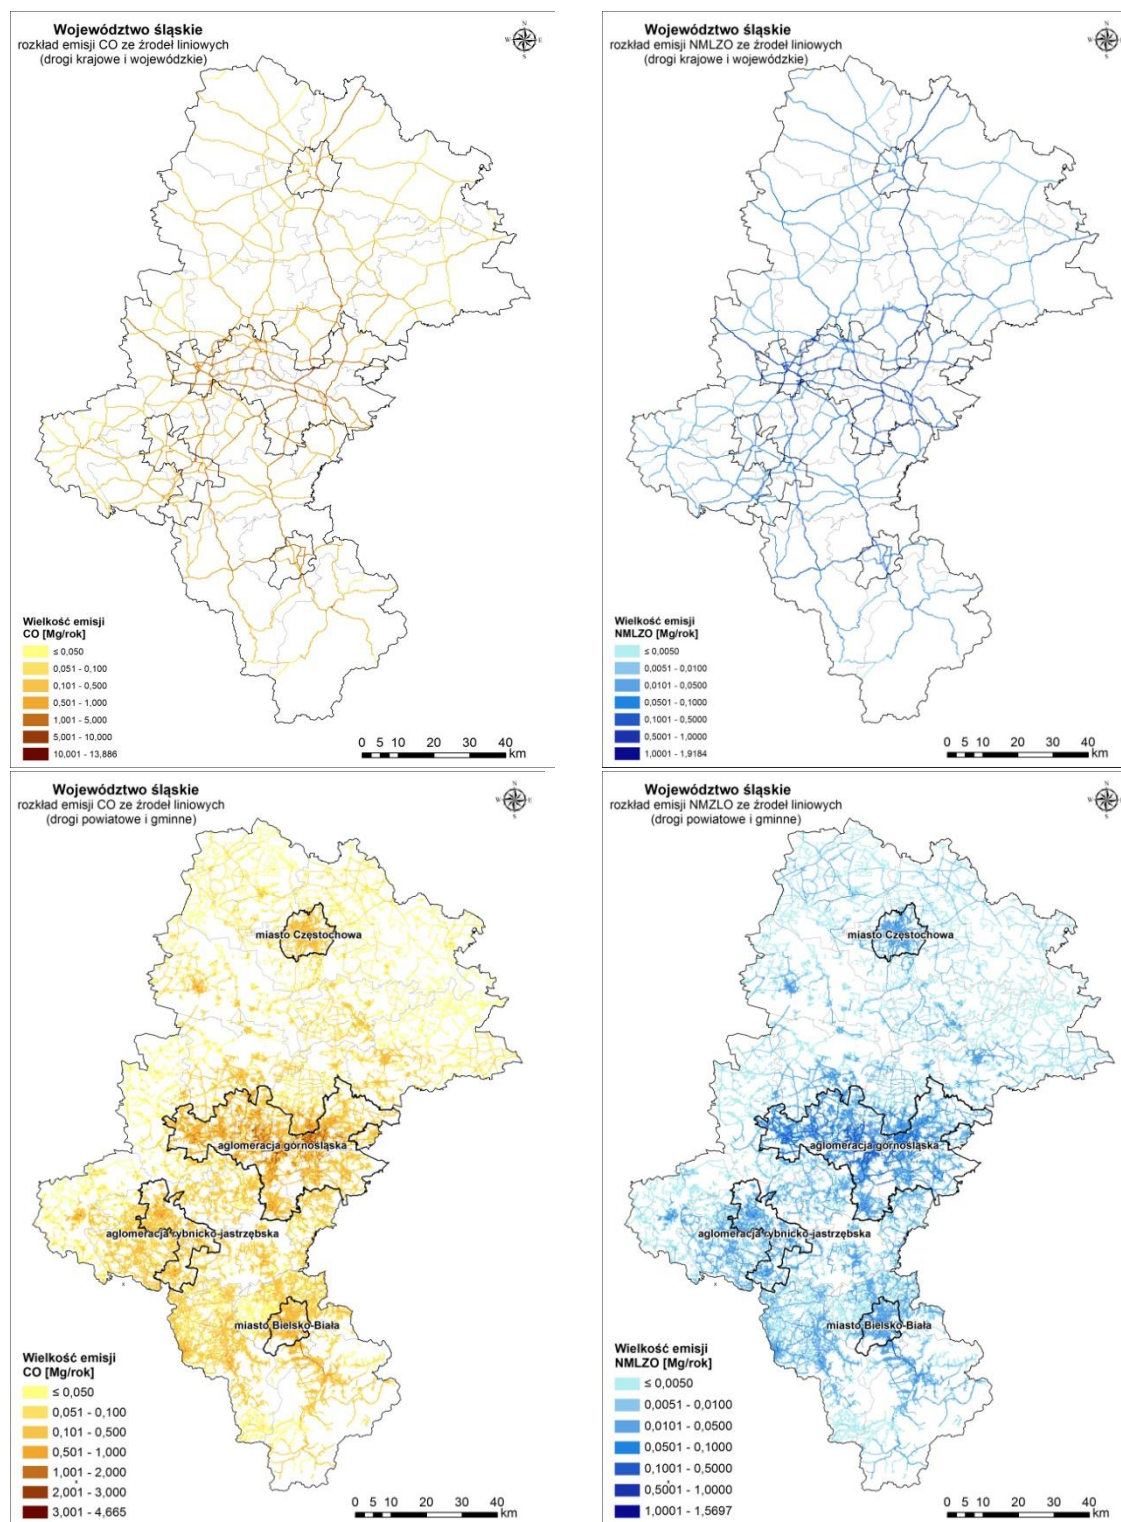 Województwo śląskie
rozkład emisji CO ze źrodeł liniowych
(drogi krajowe i wojewódzkie)
N
W E
S
Wielkość emisji
CO [Mg/rok]
≤ 0,050
0,051 - 0,100
0,101 - 0,500
0,501 - 1,000
1,001 - 5,000
5,001 - 10,000
10,001 - 13,886
0 5 10 20 30 40
km
Województwo śląskie
rozkład emisji NMLZO ze źrodeł liniowych
(drogi krajowe i wojewódzkie)
N
W E
S
Wielkość emisji
NMLZO [Mg/rok]
≤ 0,0050
0,0051 - 0,0100
0,0101 - 0,0500
0,0501 - 0,1000
0,1001 - 0,5000
0,5001 - 1,0000
1,0001 - 1,9184
0 5 10 20 30 40
km
Województwo śląskie
rozkład emisji CO ze źrodeł liniowych
(drogi powiatowe i gminne)
N
W E
S
miasto Częstochowa
aglomeracja górnośląska
aglomeracja rybnicko-jastrzębska
miasto Bielsko-Biała
Wielkość emisji
CO [Mg/rok]
≤ 0,050
0,051 - 0,100
0,101 - 0,500
0,501 - 1,000
1,001 - 2,000
2,001 - 3,000
3,001 - 4,665
0 5 10 20 30 40
km
Województwo śląskie
rozkład emisji NMZLO ze źrodeł liniowych
(drogi powiatowe i gminne)
N
W E
S
miasto Częstochowa
aglomeracja górnośląska
aglomeracja rybnicko-jastrzębska
miasto Bielsko-Biała
Wielkość emisji
NMLZO [Mg/rok]
≤ 0,0050
0,0051 - 0,0100
0,0101 - 0,0500
0,0501 - 0,1000
0,1001 - 0,5000
0,5001 - 1,0000
1,0001 - 1,5697
0 5 10 20 30 40
km